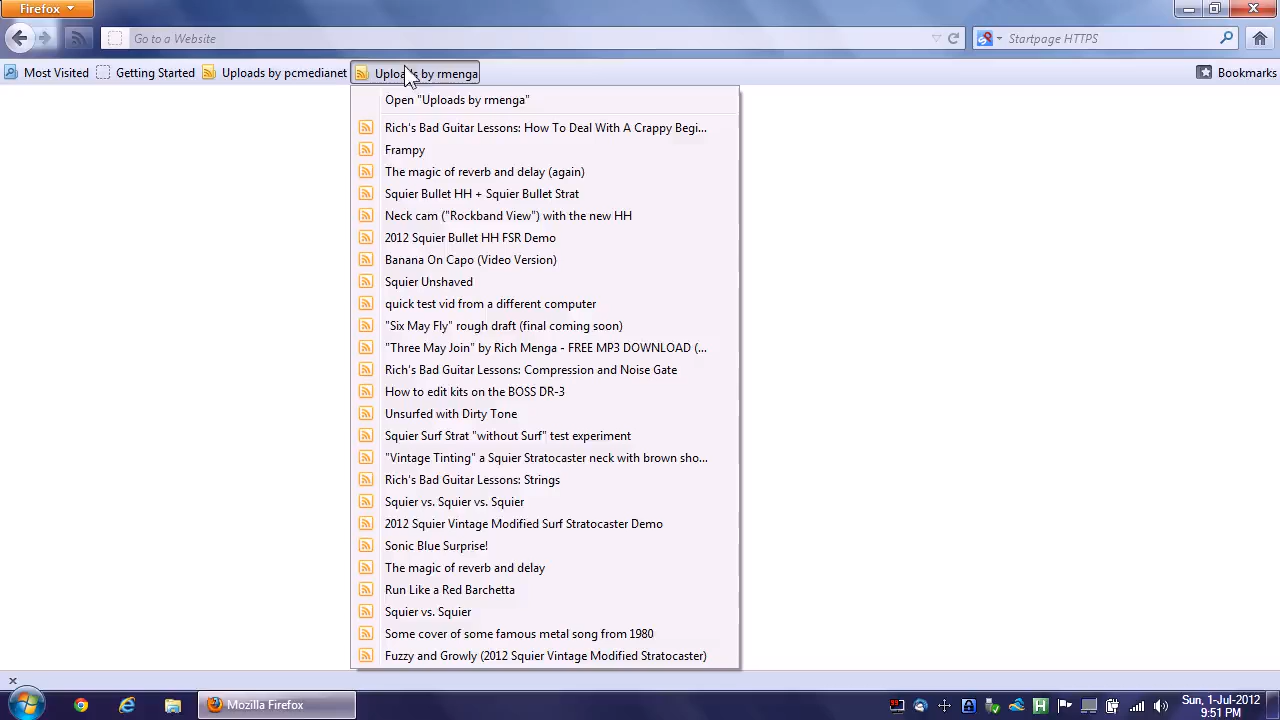 Firefox
Go to a Website
Startpage HTTPS
Most Visited
Getting Started
Uploads by pcmedianet
Uploads by rmenga
Bookmarks
Open "Uploads by rmenga"
Rich's Bad Guitar Lessons: How To Deal With A Crappy Begi...
Frampy
The magic of reverb and delay (again)
Squier Bullet HH + Squier Bullet Strat
Neck cam ("Rockband View") with the new HH
2012 Squier Bullet HH FSR Demo
Banana On Capo (Video Version)
Squier Unshaved
quick test vid from a different computer
"Six May Fly" rough draft (final coming soon)
"Three May Join" by Rich Menga - FREE MP3 DOWNLOAD (...
Rich's Bad Guitar Lessons: Compression and Noise Gate
How to edit kits on the BOSS DR-3
Unsurfed with Dirty Tone
Squier Surf Strat "without Surf" test experiment
"Vintage Tinting" a Squier Stratocaster neck with brown sho...
Rich's Bad Guitar Lessons: Strings
Squier vs. Squier vs. Squier
2012 Squier Vintage Modified Surf Stratocaster Demo
Sonic Blue Surprise!
The magic of reverb and delay
Run Like a Red Barchetta
Squier vs. Squier
Some cover of some famous metal song from 1980
Fuzzy and Growly (2012 Squier Vintage Modified Stratocaster)
Mozilla Firefox
Sun, 1-Jul-2012
9:51 PM